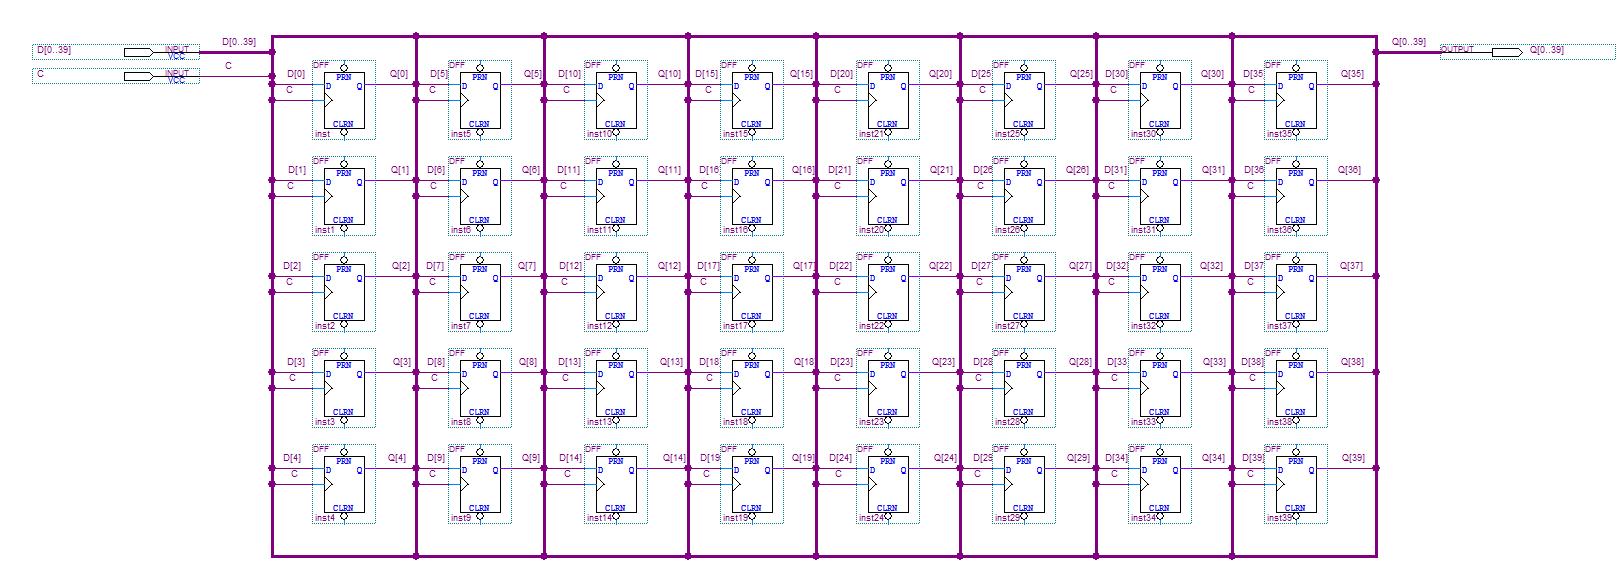 D[0..39] INPUT VCC D[0..39] Q[0..39] OUTPUT Q[0..39]
C INPUT VCC C
DFF DFF DFF DFF DFF DFF DFF DFF
D[0] PRN Q[0] D[5] PRN Q[5] D[10] PRN Q[10] D[15] PRN Q[15] D[20] PRN Q[20] D[25 PRN Q[25] D[30] PRN Q[30] D[35 PRN Q[35]
C D Q C D Q C D Q C D Q C D Q C D Q C D Q C D Q
CLRN CLRN CLRN CLRN CLRN CLRN CLRN CLRN
inst inst5 inst10 inst15 inst21 inst25 inst30 inst35
DFF DFF DFF DFF DFF DFF DFF DFF
D[1] PRN Q[1] D[6] PRN Q[6] D[11] PRN Q[11] D[16 PRN Q[16] D[21] PRN Q[21] D[26 PRN Q[26] D[31] PRN Q[31] D[36 PRN Q[36]
C D Q C D Q C D Q C D Q C D Q C D Q C D Q C D Q
CLRN CLRN CLRN CLRN CLRN CLRN CLRN CLRN
inst1 inst6 inst11 inst16 inst20 inst26 inst31 inst36
DFF DFF DFF DFF DFF DFF DFF DFF
D[2] PRN Q[2] D[7] PRN Q[7] D[12] PRN Q[12] D[17] PRN Q[17] D[22] PRN Q[22] D[27 PRN Q[27] D[32] PRN Q[32] D[37 PRN Q[37]
C D Q C D Q C D Q C D Q C D Q C D Q C D Q C D Q
CLRN CLRN CLRN CLRN CLRN CLRN CLRN CLRN
inst2 inst7 inst12 inst17 inst22 inst27 inst32 inst37
DFF DFF DFF DFF DFF DFF DFF DFF
D[3] PRN Q[3] D[8] PRN Q[8] D[13] PRN Q[13] D[18 PRN Q[18 D[23] PRN Q[23] D[28 PRN Q[28] D[33 PRN Q[33] D[38] PRN Q[38]
C D Q C D Q C D Q C D Q C D Q C D Q C D Q C D Q
CLRN CLRN CLRN CLRN CLRN CLRN CLRN CLRN
inst3 inst8 inst13 inst18 inst23 inst28 inst33 inst38
DFF DFF DFF DFF DFF DFF DFF DFF
D[4] PRN Q[4] D[9] PRN Q[9] D[14] PRN Q[14] D[19 PRN Q[19] D[24] PRN Q[24] D[29 PRN Q[29] D[34] PRN Q[34] D[39] PRN Q[39]
C D Q C D Q C D Q C D Q C D Q C D Q C D Q C D Q
CLRN CLRN CLRN CLRN CLRN CLRN CLRN CLRN
inst4 inst9 inst14 inst19 inst24 inst29 inst34 inst39